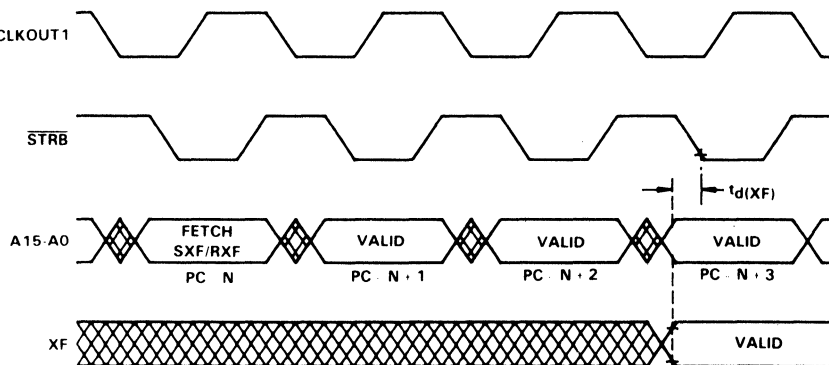 CLKOUT1
STRB
td(XF)
A15-A0
FETCH
SXF/RXF
VALID
VALID
VALID
PC N
PC N + 1
PC N + 2
PC N + 3
XF
VALID